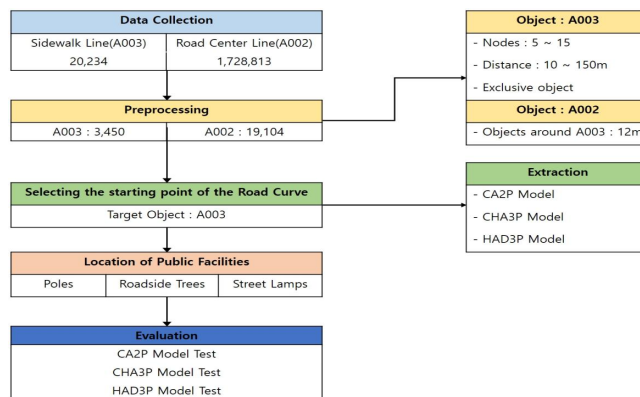 Data Collection
Sidewalk Line(A003) Road Center Line(A002)
20,234 1,728,813
Preprocessing
A003 : 3,450 A002 : 19,104
Selecting the starting point of the Road Curve
Target Object : A003
Location of Public Facilities
Poles Roadside Trees Street Lamps
Evaluation
CA2P Model Test
CHA3P Model Test
HAD3P Model Test
Object : A003
- Nodes : 5 ~ 15
- Distance : 10 ~ 150m
- Exclusive object
Object : A002
- Objects around A003 : 12m
Extraction
- CA2P Model
- CHA3P Model
- HAD3P Model